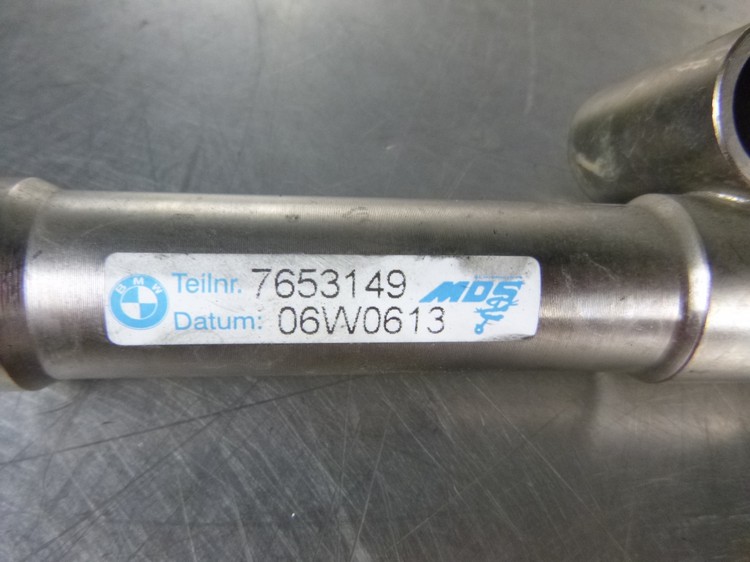 BMW
Teilnr. 7653149 MDS
Datum: 06W0613